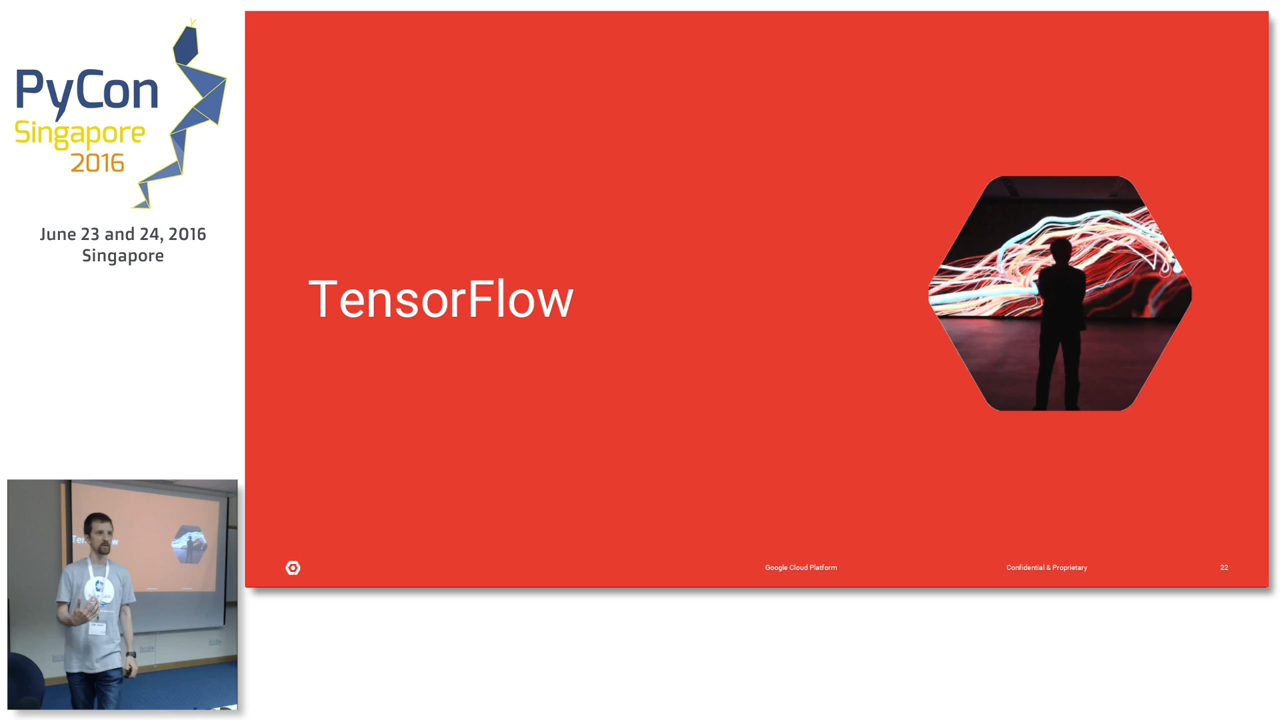 PyCon
Singapore
2016
June 23 and 24, 2016
Singapore
TensorFlow
Google Cloud Platform
Confidential & Proprietary
22